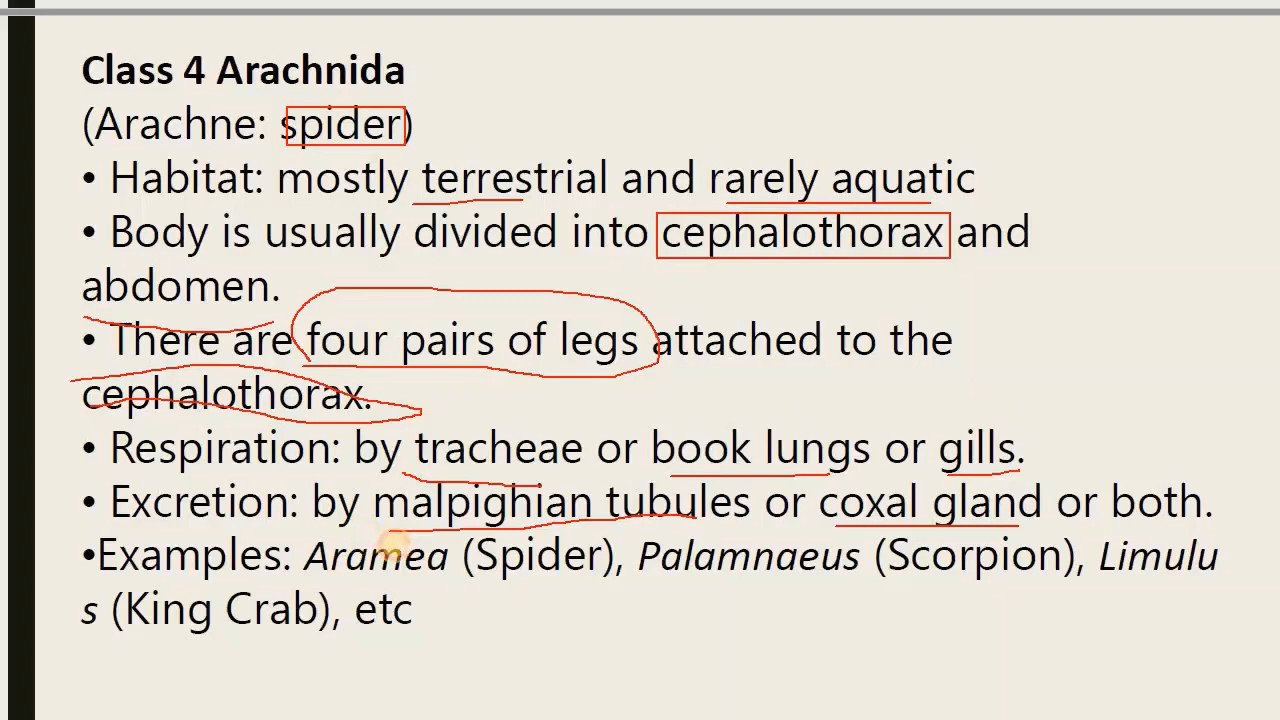 Class 4 Arachnida
(Arachne: spider)
• Habitat: mostly terrestrial and rarely aquatic
• Body is usually divided into cephalothorax and
abdomen.
• There are four pairs of legs attached to the
cephalothorax.
• Respiration: by tracheae or book lungs or gills.
• Excretion: by malpighian tubules or coxal gland or both.
•Examples: Aramea (Spider), Palamnaeus (Scorpion), Limulu
s (King Crab), etc